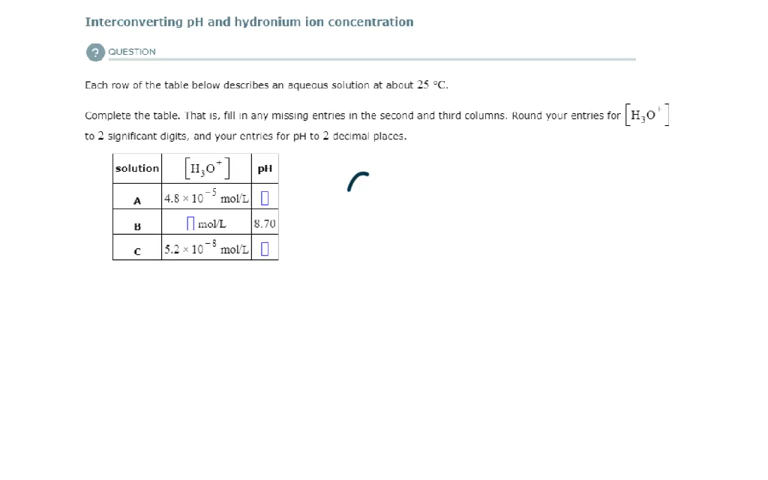 Interconverting pH and hydronium ion concentration
? QUESTION
Each row of the table below describes an aqueous solution at about 25 °C.
Complete the table. That is, fill in any missing entries in the second and third columns. Round your entries for [H₃O⁺]
to 2 significant digits, and your entries for pH to 2 decimal places.
solution [H₃O⁺] pH
A 4.8 × 10⁻⁵ mol/L
B mol/L 8.70
C 5.2 × 10⁻⁸ mol/L